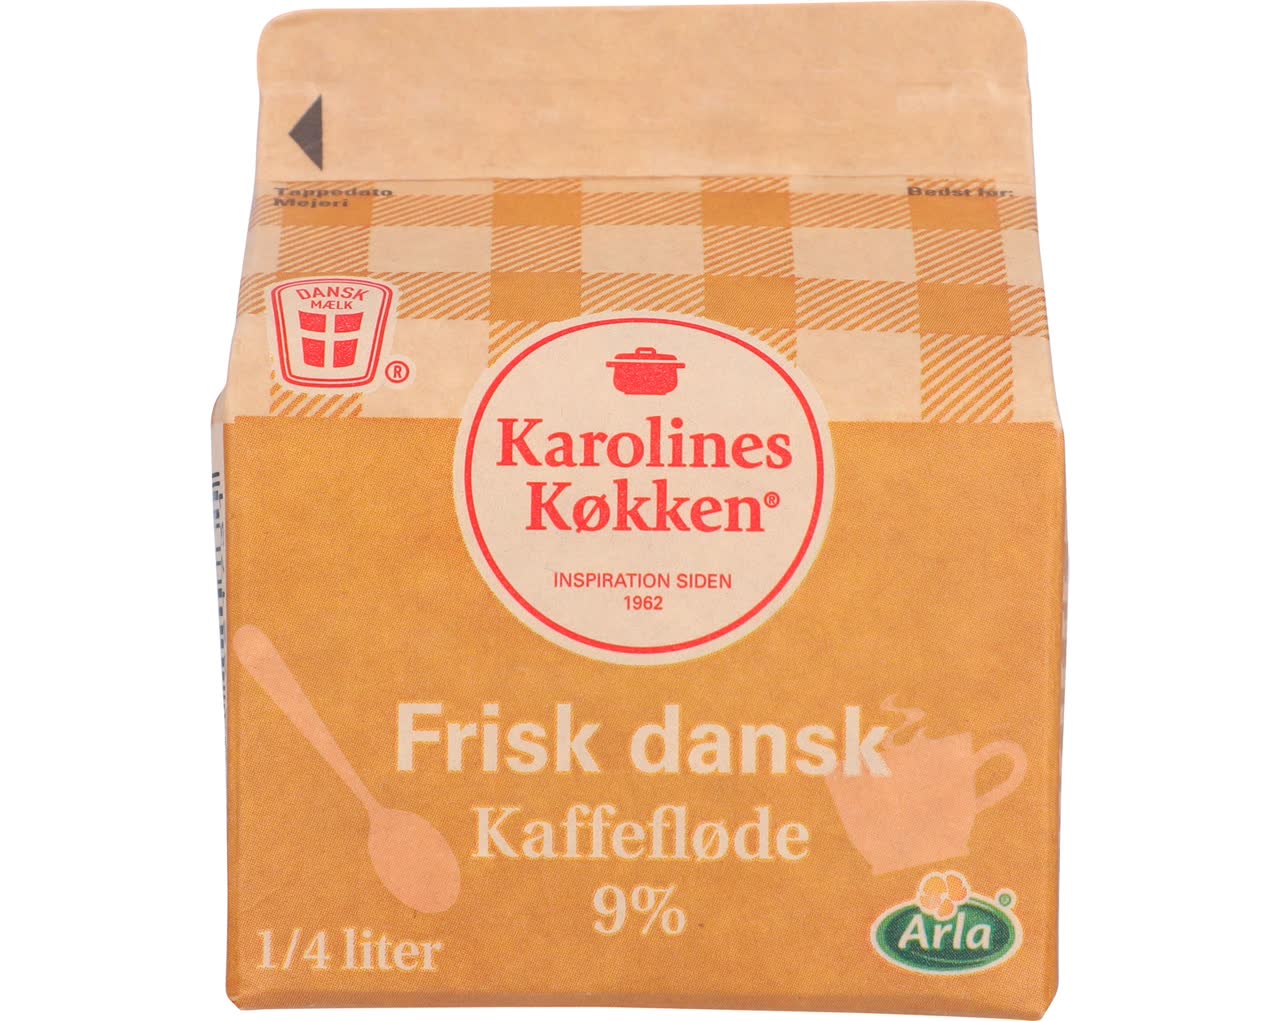 Tappedato
Mejeri
Bedst før:
DANSK
MÆLK
®
Karolines
Køkken®
INSPIRATION SIDEN
1962
Frisk dansk
Kaffefløde
9%
1/4 liter
Arla®